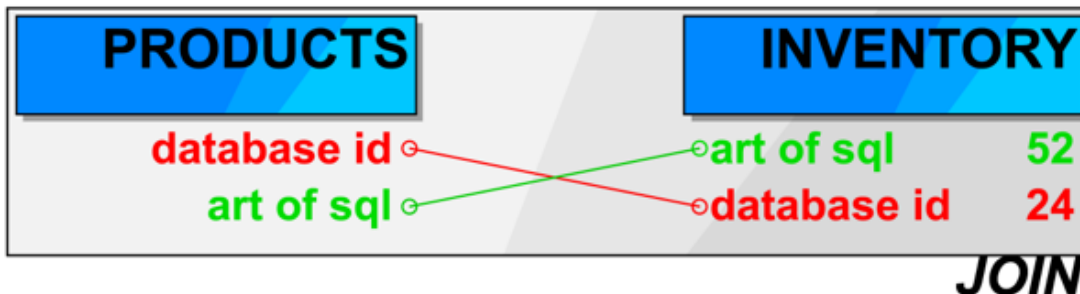 PRODUCTS INVENTORY
database id art of sql 52
art of sql database id 24
JOIN